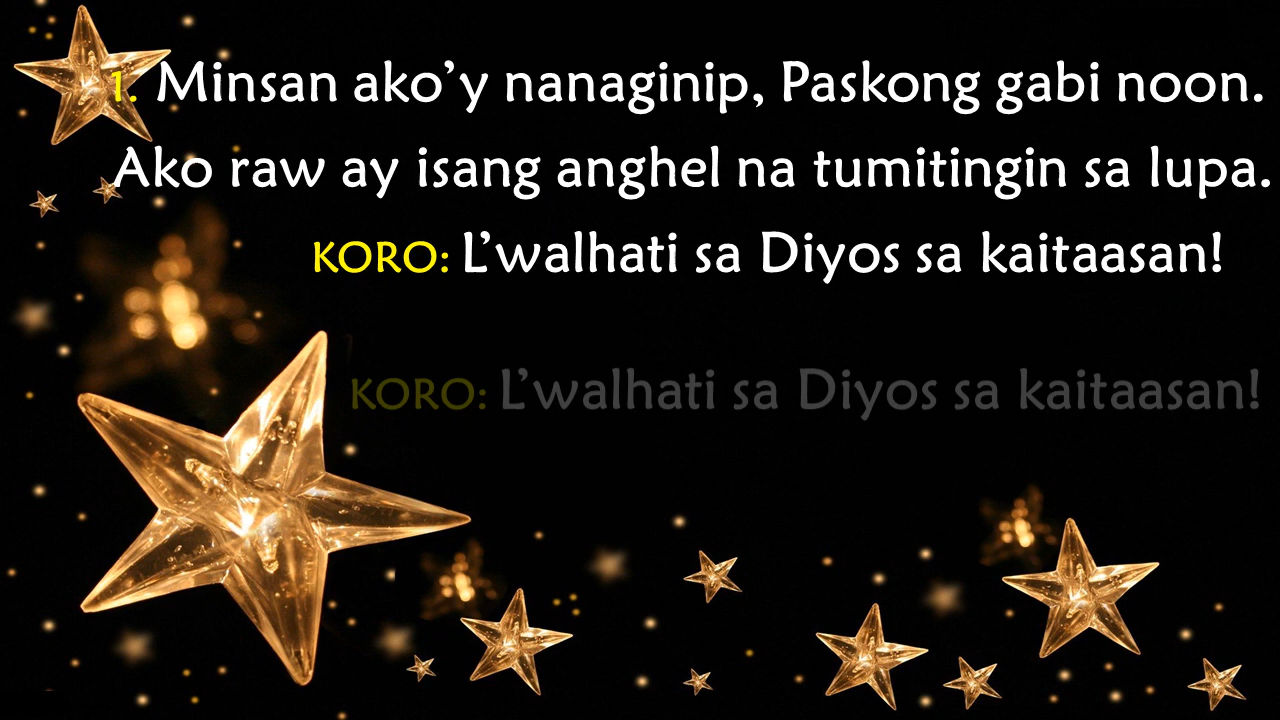 1. Minsan ako’y nanaginip, Paskong gabi noon.
Ako raw ay isang anghel na tumitingin sa lupa.
KORO: L’walhati sa Diyos sa kaitaasan!
KORO: L’walhati sa Diyos sa kaitaasan!